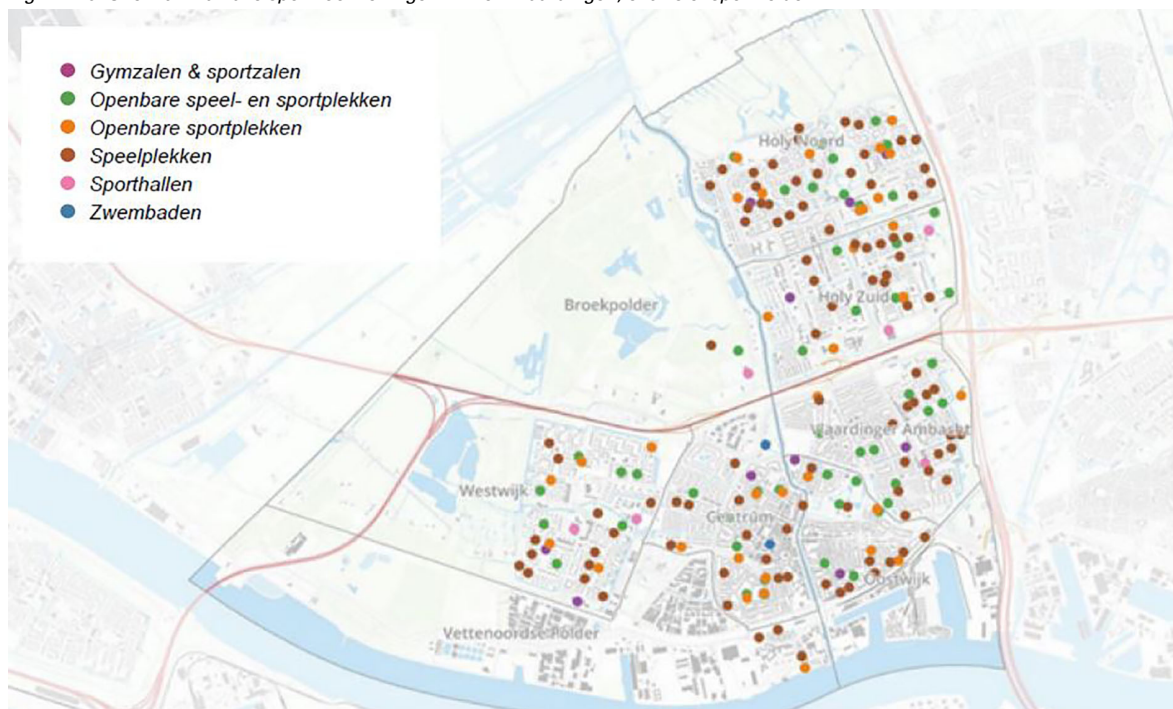 Gymzalen & sportzalen
Openbare speel- en sportplekken
Openbare sportplekken
Speelplekken
Sporthallen
Zwembaden
Holy Noord
Holy Zuid
Broekpolder
Vlaardinger Ambacht
Westwijk
Centrum
Oostwijk
Vettenoordse Polder